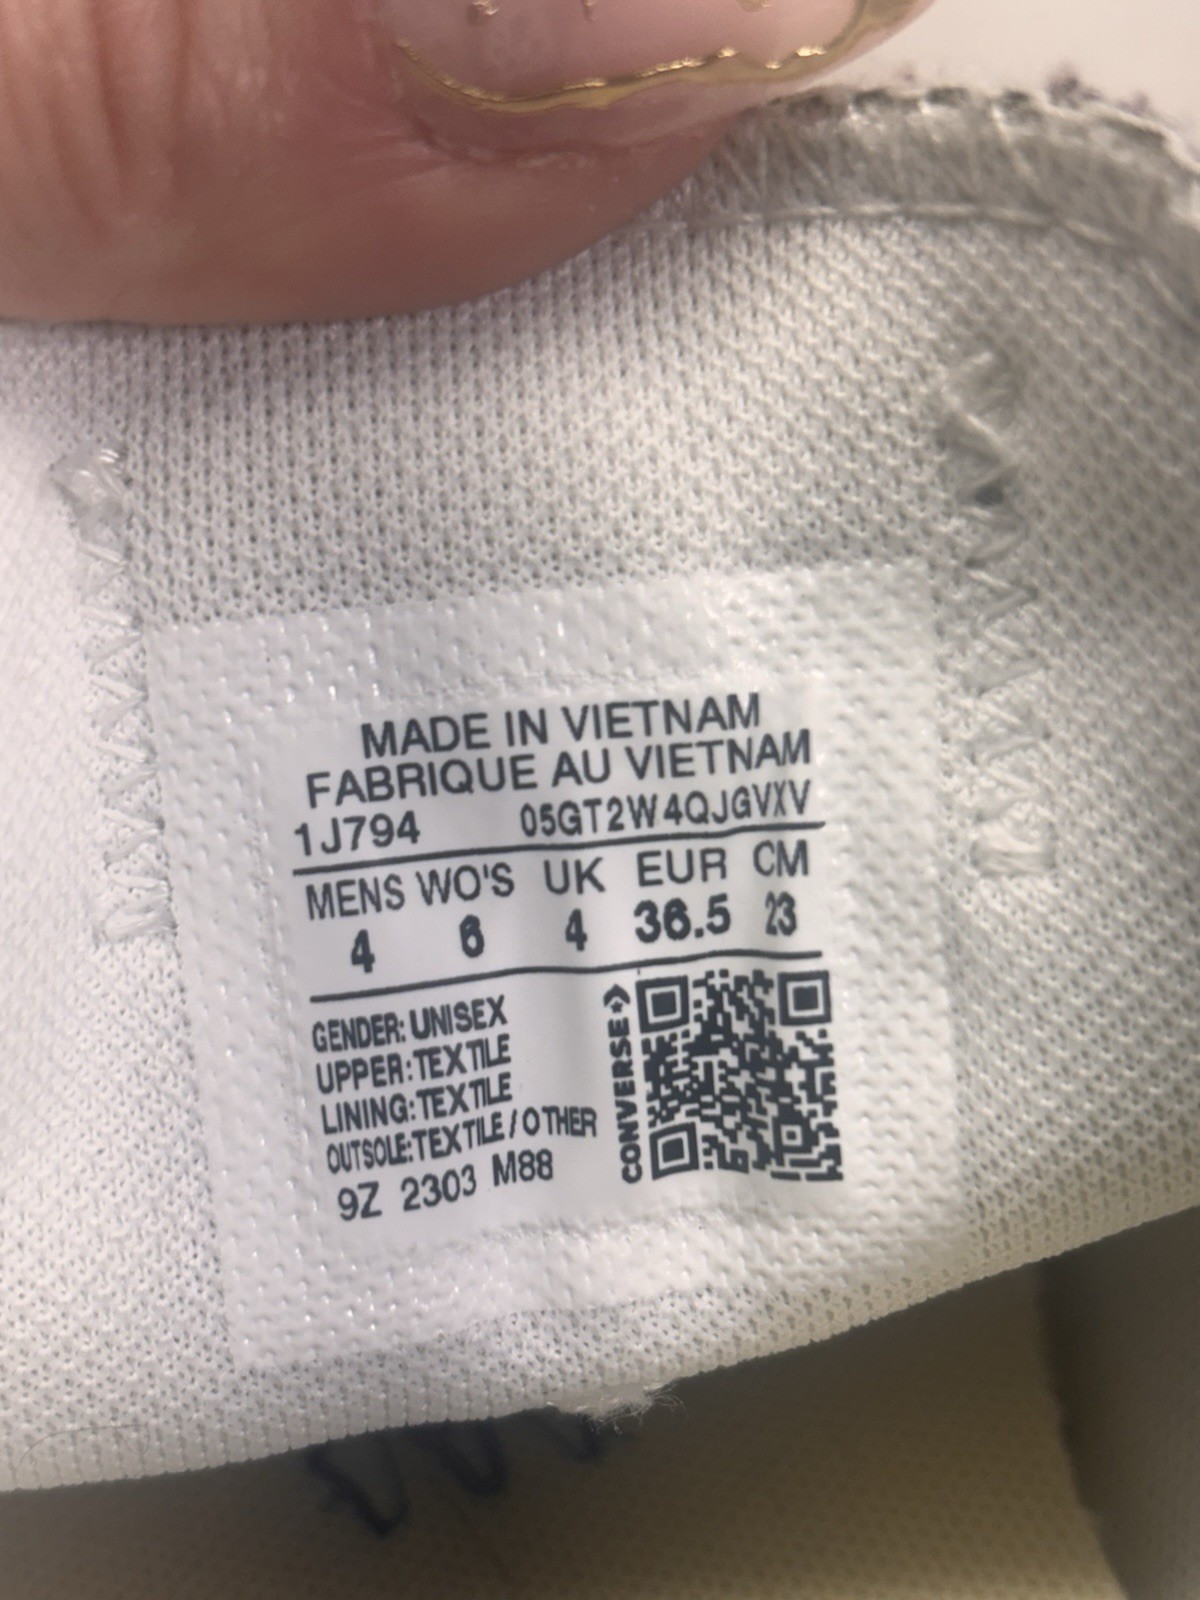 MADE IN VIETNAM
FABRIQUE AU VIETNAM
1J794 05GT2W4QJGVXV
MENS WO'S UK EUR CM
4 6 4 36.5 23
GENDER: UNISEX
UPPER: TEXTILE
LINING: TEXTILE
OUTSOLE: TEXTILE / OTHER
9Z 2303 M88
CONVERSE